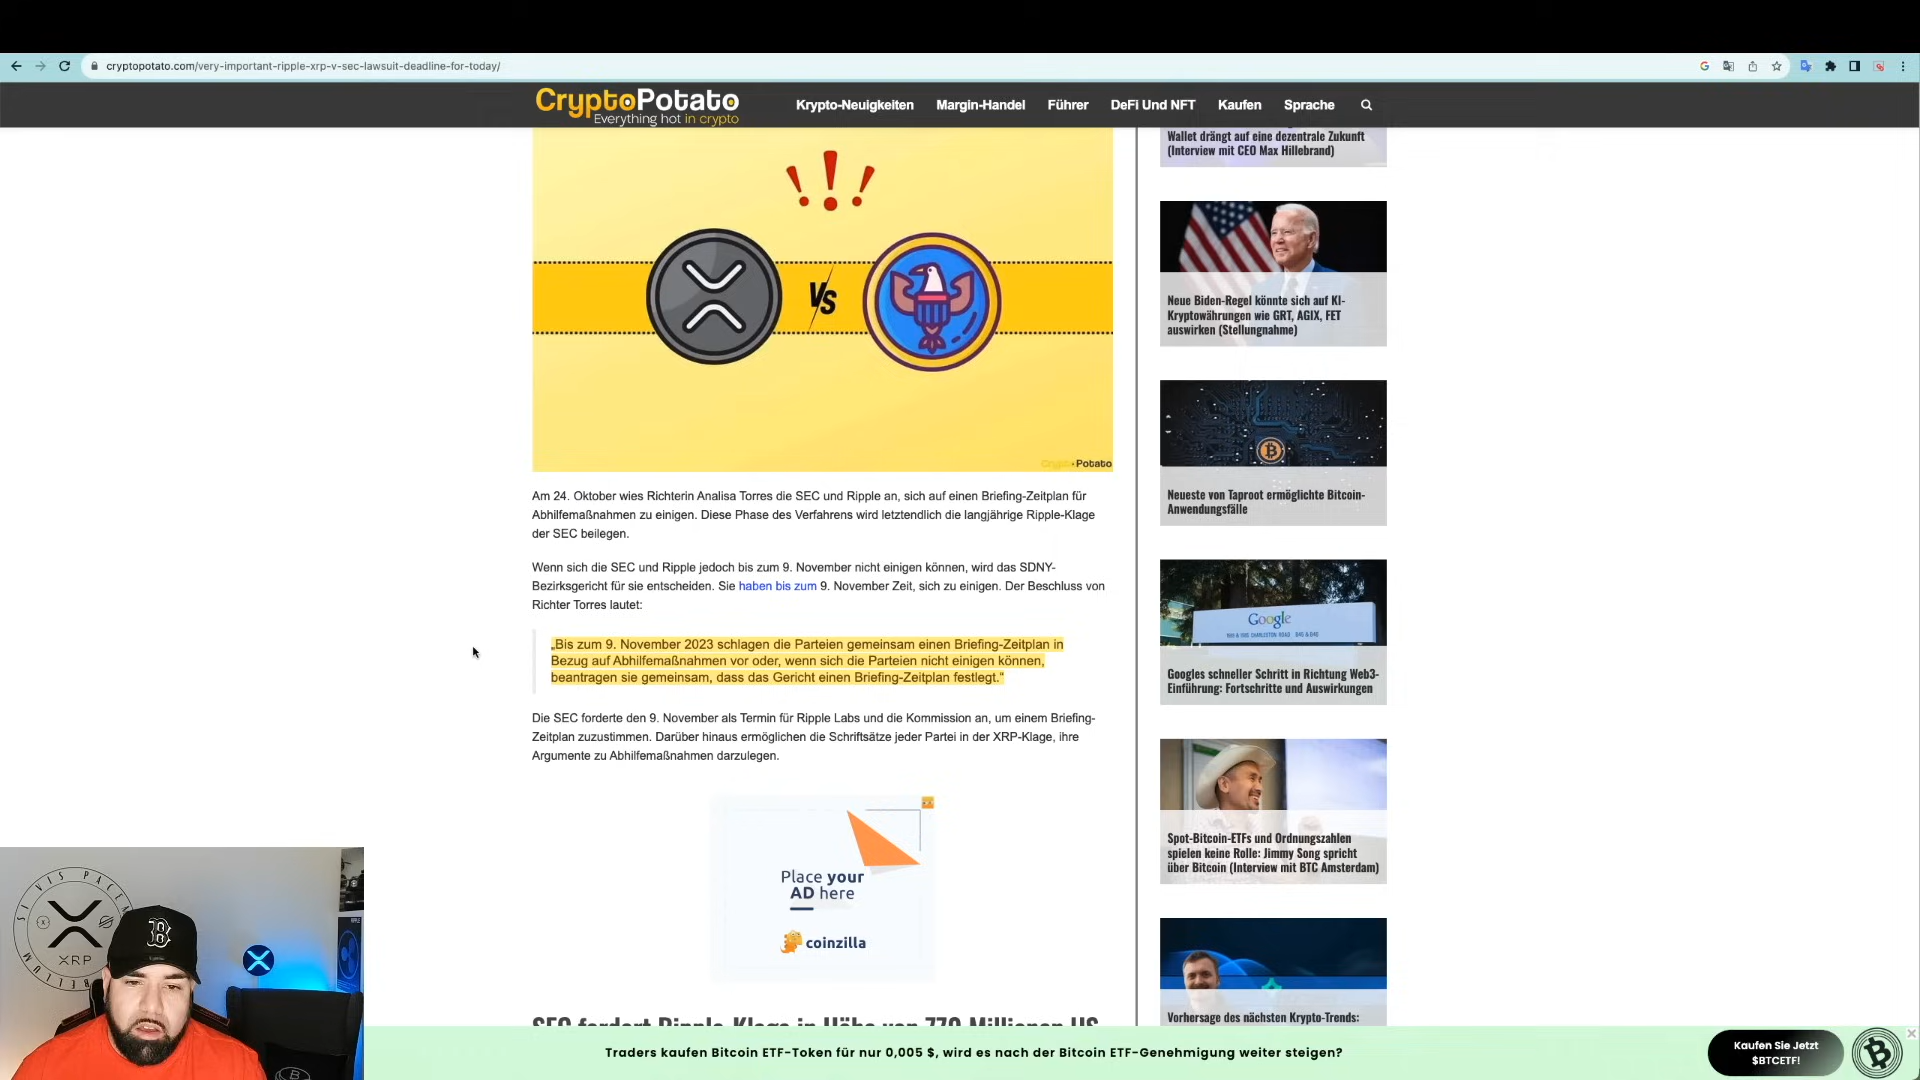 cryptopotato.com/very-important-ripple-xrp-v-sec-lawsuit-deadline-for-today/
CryptoPotato
Everything hot in crypto
Krypto-Neuigkeiten
Margin-Handel
Führer
DeFi Und NFT
Kaufen
Sprache
VS
CryptoPotato
Am 24. Oktober wies Richterin Analisa Torres die SEC und Ripple an, sich auf einen Briefing-Zeitplan für
Abhilfemaßnahmen zu einigen. Diese Phase des Verfahrens wird letztendlich die langjährige Ripple-Klage
der SEC beilegen.
Wenn sich die SEC und Ripple jedoch bis zum 9. November nicht einigen können, wird das SDNY-
Bezirksgericht für sie entscheiden. Sie haben bis zum 9. November Zeit, sich zu einigen. Der Beschluss von
Richter Torres lautet:
„Bis zum 9. November 2023 schlagen die Parteien gemeinsam einen Briefing-Zeitplan in
Bezug auf Abhilfemaßnahmen vor oder, wenn sich die Parteien nicht einigen können,
beantragen sie gemeinsam, dass das Gericht einen Briefing-Zeitplan festlegt.“
Die SEC forderte den 9. November als Termin für Ripple Labs und die Kommission an, um einem Briefing-
Zeitplan zuzustimmen. Darüber hinaus ermöglichen die Schriftsätze jeder Partei in der XRP-Klage, ihre
Argumente zu Abhilfemaßnahmen darzulegen.
Place your
AD here
coinzilla
SEC fordert Ripple-Klage in Höhe von 770 Millionen US-
Wallet drängt auf eine dezentrale Zukunft
(Interview mit CEO Max Hillebrand)
Neue Biden-Regel könnte sich auf KI-
Kryptowährungen wie GRT, AGIX, FET
auswirken (Stellungnahme)
Neueste von Taproot ermöglichte Bitcoin-
Anwendungsfälle
Google
Googles schneller Schritt in Richtung Web3-
Einführung: Fortschritte und Auswirkungen
Spot-Bitcoin-ETFs und Ordnungszahlen
spielen keine Rolle: Jimmy Song spricht
über Bitcoin (Interview mit BTC Amsterdam)
Vorhersage des nächsten Krypto-Trends:
SI VIS PACEM
PARA BELLUM
XRP
B
Traders kaufen Bitcoin ETF-Token für nur 0,005 $, wird es nach der Bitcoin ETF-Genehmigung weiter steigen?
Kaufen Sie Jetzt
$BTCETF!